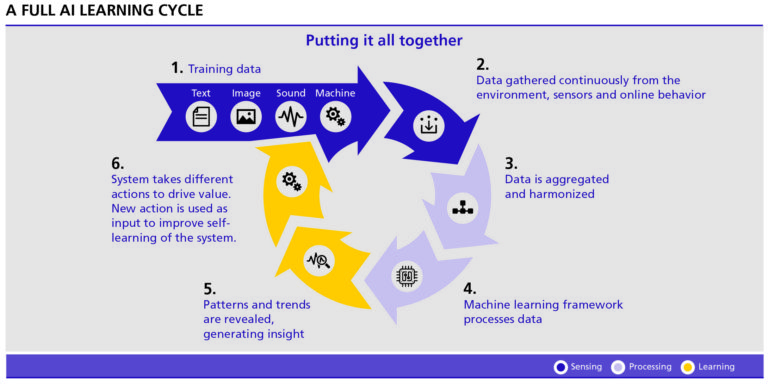 A FULL AI LEARNING CYCLE
Putting it all together
1. Training data
Text Image Sound Machine
2.
Data gathered continuously from the
environment, sensors and online behavior
3.
Data is aggregated
and harmonized
4.
Machine learning framework
processes data
5.
Patterns and trends
are revealed,
generating insight
6.
System takes different
actions to drive value.
New action is used as
input to improve self-
learning of the system.
Sensing Processing Learning